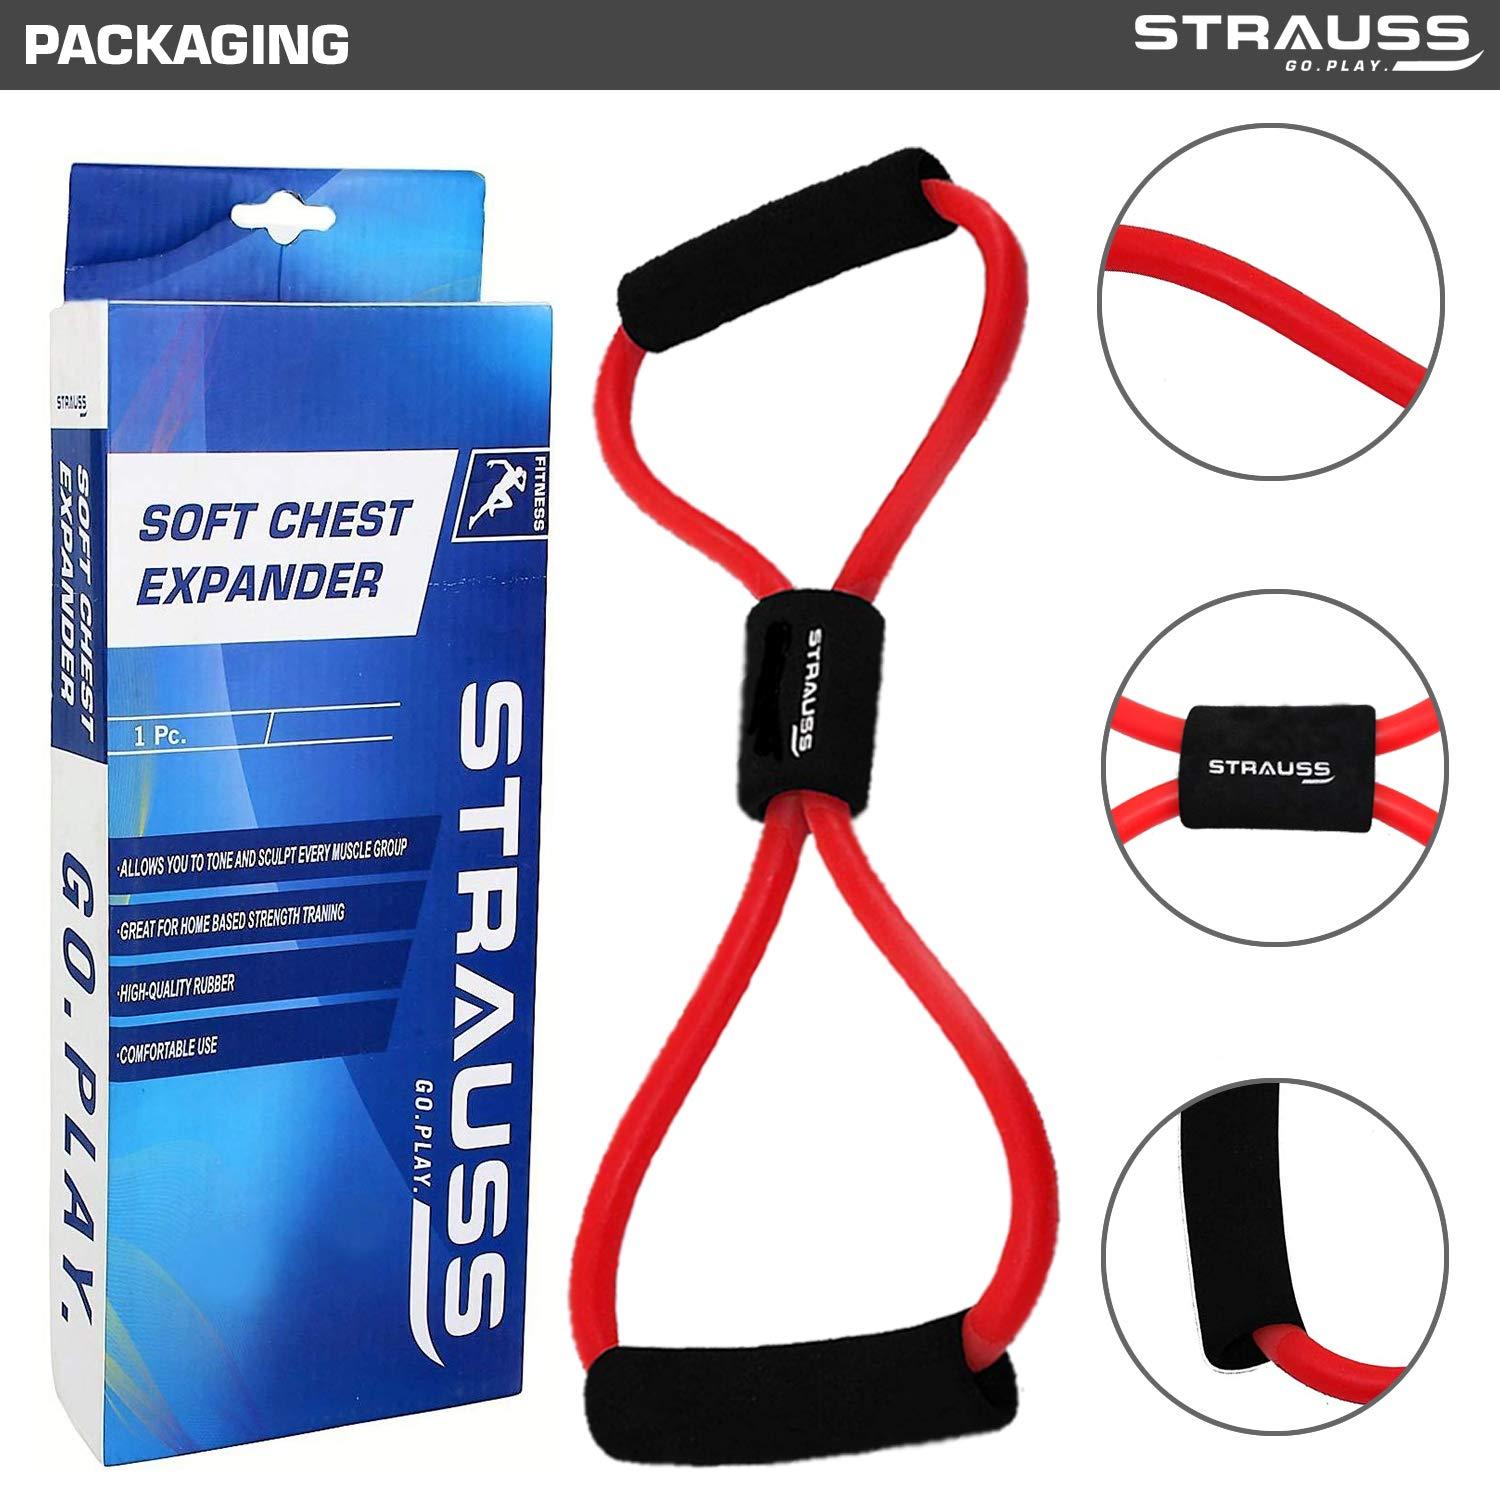 PACKAGING
STRAUSS
GO.PLAY.
STRAUSS
SOFT CHEST
EXPANDER
GO.PLAY.
FITNESS
SOFT CHEST
EXPANDER
1 Pc.
·ALLOWS YOU TO TONE AND SCULPT EVERY MUSCLE GROUP
·GREAT FOR HOME BASED STRENGTH TRANING
·HIGH-QUALITY RUBBER
·COMFORTABLE USE
STRAUSS
GO.PLAY.
STRAUSS
STRAUSS